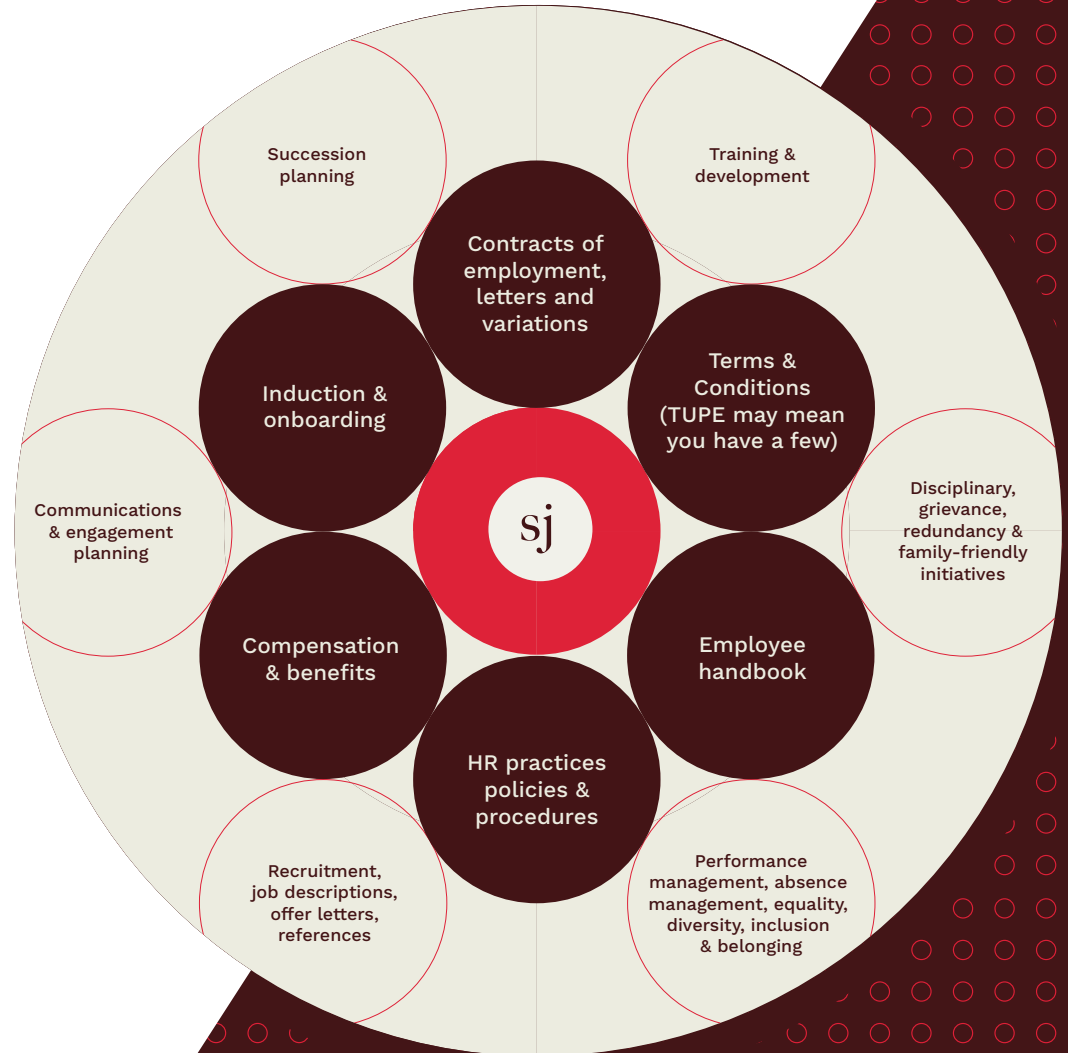 Succession
planning
Training &
development
Contracts of
employment,
letters and
variations
Induction &
onboarding
Terms &
Conditions
(TUPE may mean
you have a few)
Communications
& engagement
planning
sj
Disciplinary,
grievance,
redundancy &
family-friendly
initiatives
Compensation
& benefits
Employee
handbook
HR practices
policies &
procedures
Recruitment,
job descriptions,
offer letters,
references
Performance
management, absence
management, equality,
diversity, inclusion
& belonging